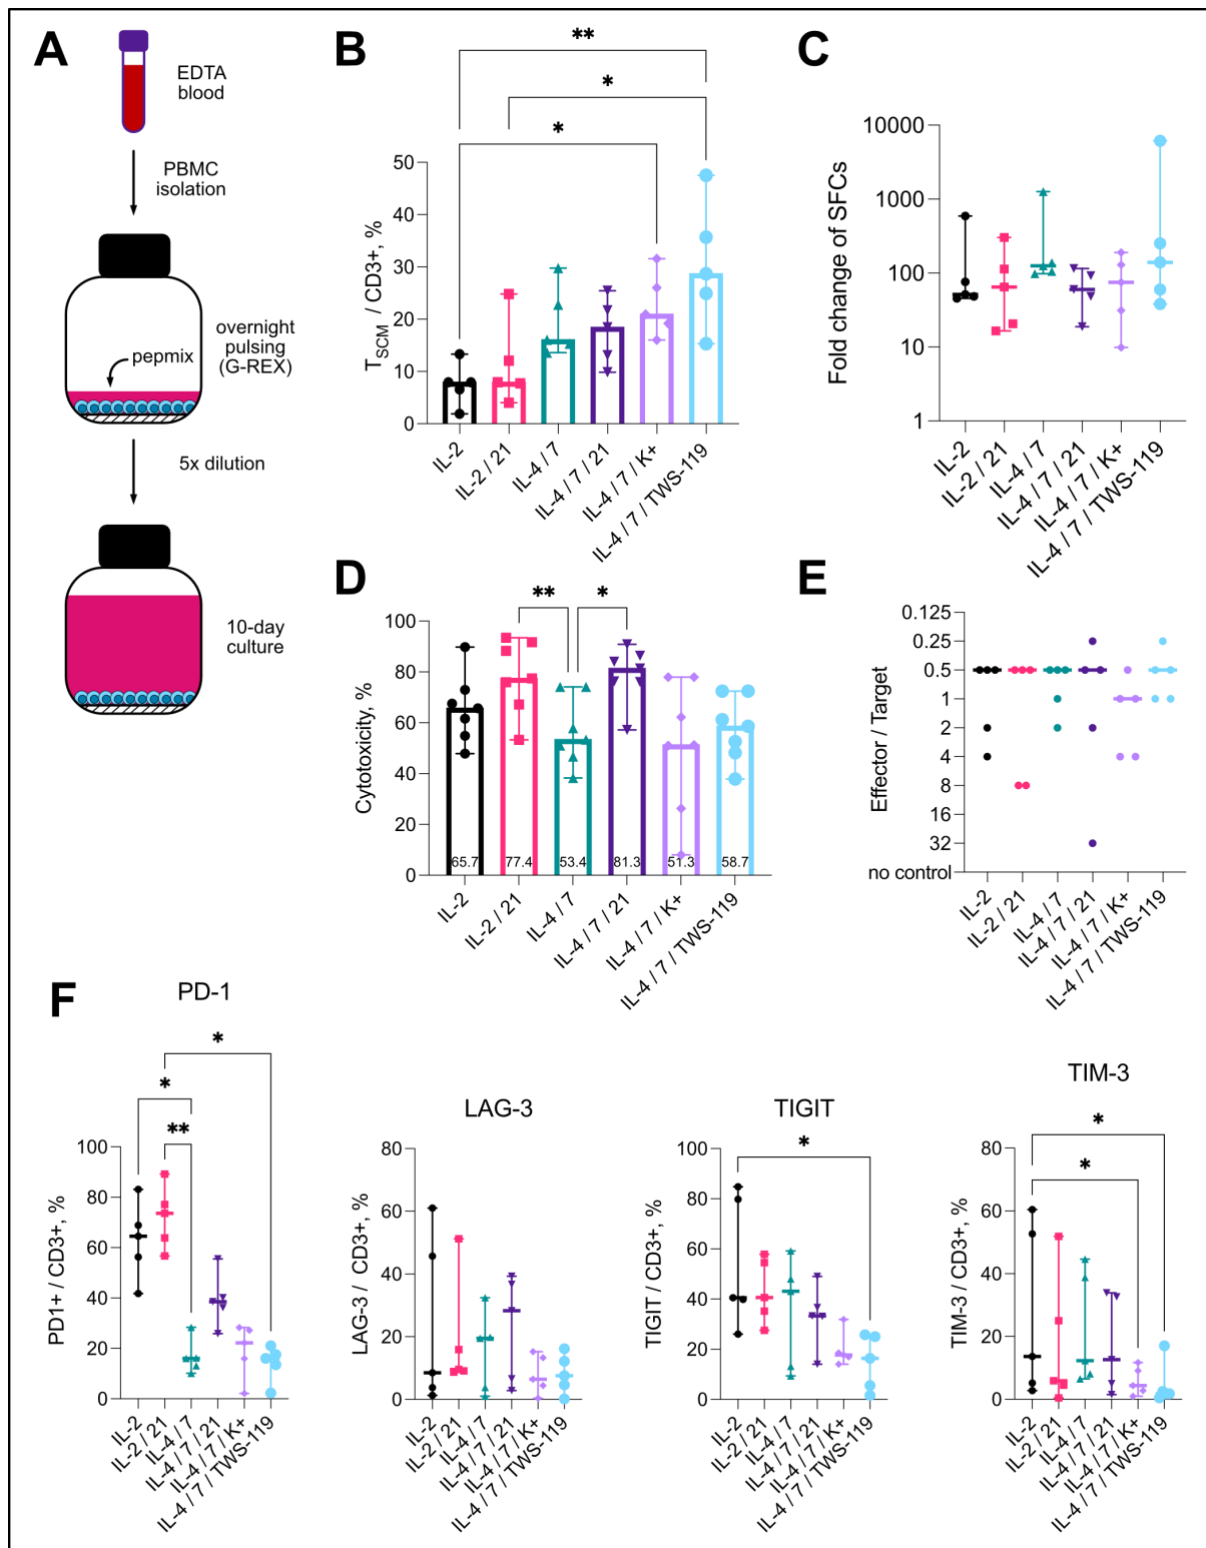 A
EDTA
blood
PBMC
isolation
pepmix
overnight
pulsing
(G-REX)
5x dilution
10-day
culture
B
**
*
*
T_SCM / CD3+, %
50
40
30
20
10
0
IL-2
IL-2 / 21
IL-4 / 7
IL-4 / 7 / 21
IL-4 / 7 / K+
IL-4 / 7 / TWS-119
C
Fold change of SFCs
10000
1000
100
10
1
IL-2
IL-2 / 21
IL-4 / 7
IL-4 / 7 / 21
IL-4 / 7 / K+
IL-4 / 7 / TWS-119
D
**
*
Cytotoxicity, %
100
80
60
40
20
0
65.7
77.4
53.4
81.3
51.3
58.7
IL-2
IL-2 / 21
IL-4 / 7
IL-4 / 7 / 21
IL-4 / 7 / K+
IL-4 / 7 / TWS-119
E
Effector / Target
0.125
0.25
0.5
1
2
4
8
16
32
no control
IL-2
IL-2 / 21
IL-4 / 7
IL-4 / 7 / 21
IL-4 / 7 / K+
IL-4 / 7 / TWS-119
F
PD-1
*
*
**
PD1+ / CD3+, %
100
80
60
40
20
0
IL-2
IL-2 / 21
IL-4 / 7
IL-4 / 7 / 21
IL-4 / 7 / K+
IL-4 / 7 / TWS-119
LAG-3
LAG-3 / CD3+, %
80
60
40
20
0
IL-2
IL-2 / 21
IL-4 / 7
IL-4 / 7 / 21
IL-4 / 7 / K+
IL-4 / 7 / TWS-119
TIGIT
*
TIGIT / CD3+, %
100
80
60
40
20
0
IL-2
IL-2 / 21
IL-4 / 7
IL-4 / 7 / 21
IL-4 / 7 / K+
IL-4 / 7 / TWS-119
TIM-3
*
*
TIM-3 / CD3+, %
80
60
40
20
0
IL-2
IL-2 / 21
IL-4 / 7
IL-4 / 7 / 21
IL-4 / 7 / K+
IL-4 / 7 / TWS-119